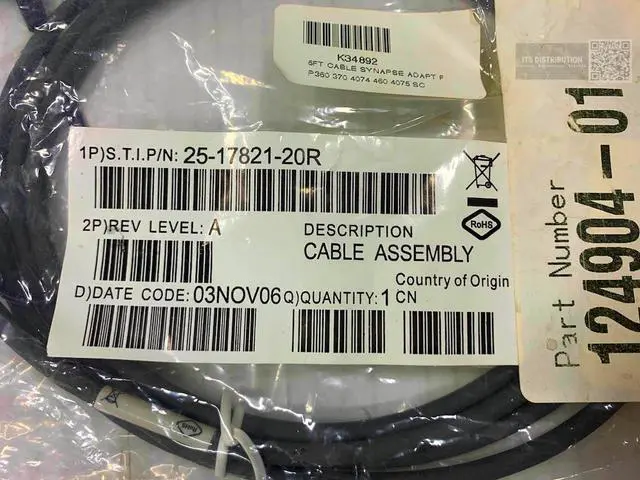 K34892
6FT CABLE SYNAPSE ADAPT P
P360 370 4074 460 4075 SC
ITS DISTRIBUTION
1P)S.T.I.P/N: 25-17821-20R
2P)REV LEVEL: A
RoHS
DESCRIPTION
CABLE ASSEMBLY
Country of Origin
D)DATE CODE: 03NOV06 Q)QUANTITY: 1 CN
Part Number
124904-01
RoHS